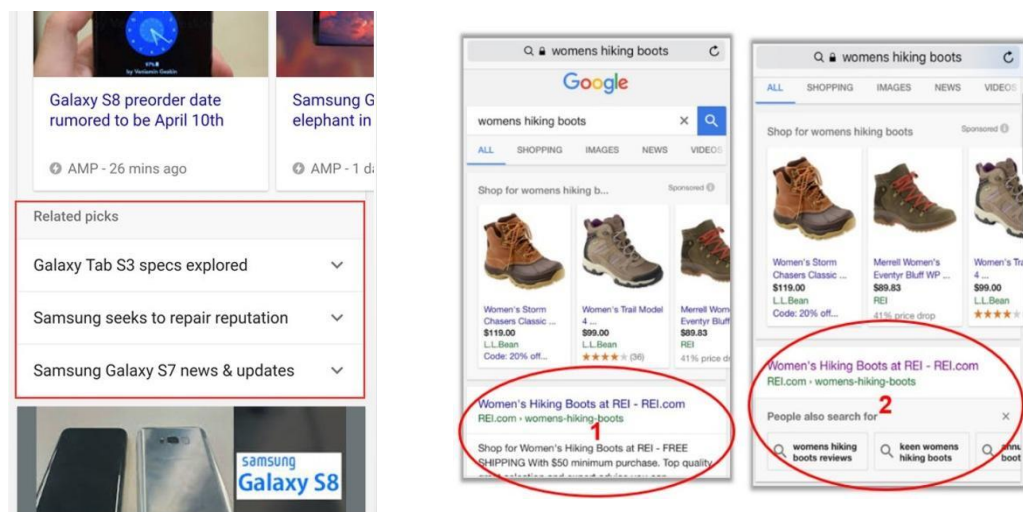 97%
by Veniamin Geskin
Galaxy S8 preorder date
rumored to be April 10th
AMP - 26 mins ago
Samsung G
elephant in
AMP - 1 d
Related picks
Galaxy Tab S3 specs explored
Samsung seeks to repair reputation
Samsung Galaxy S7 news & updates
SAMSUNG
Galaxy S8
womens hiking boots
Google
womens hiking boots
ALL SHOPPING IMAGES NEWS VIDEOS
Shop for womens hiking b... Sponsored
Women's Storm
Chasers Classic ...
$119.00
L.L.Bean
Code: 20% off...
Women's Trail Model
4 ...
$99.00
L.L.Bean
(36)
Merrell Wom
Eventyr Bluff
$89.83
REI
41% price d
Women's Hiking Boots at REI - REI.com
REI.com › womens-hiking-boots
1
Shop for Women's Hiking Boots at REI - FREE
SHIPPING With $50 minimum purchase. Top quality,
womens hiking boots
ALL SHOPPING IMAGES NEWS VIDEOS
Shop for womens hiking boots Sponsored
Women's Storm
Chasers Classic ...
$119.00
L.L.Bean
Code: 20% off...
Merrell Women's
Eventyr Bluff WP ...
$89.83
REI
41% price drop
Women's Tra
4 ...
$99.00
L.L.Bean
Women's Hiking Boots at REI - REI.com
REI.com › womens-hiking-boots
2
People also search for
womens hiking
boots reviews
keen womens
hiking boots
boot